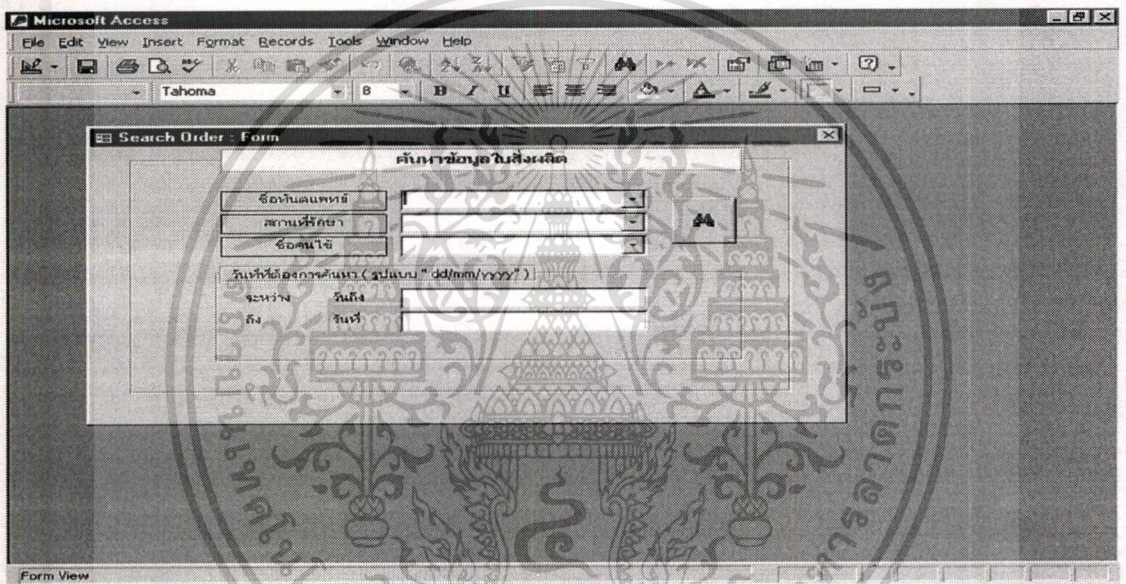 Microsoft Access
File Edit View Insert Format Records Tools Window Help
Tahoma 8 B I U
Search Order : Form
ค้นหาข้อมูลใบสั่งผลิต
ชื่อทันตแพทย์
สถานที่รักษา
ชื่อคนไข้
วันที่ที่ต้องการค้นหา ( รูปแบบ " dd/mm/yyyy" )
ระหว่าง วันถึง
ถึง วันที่
Form View